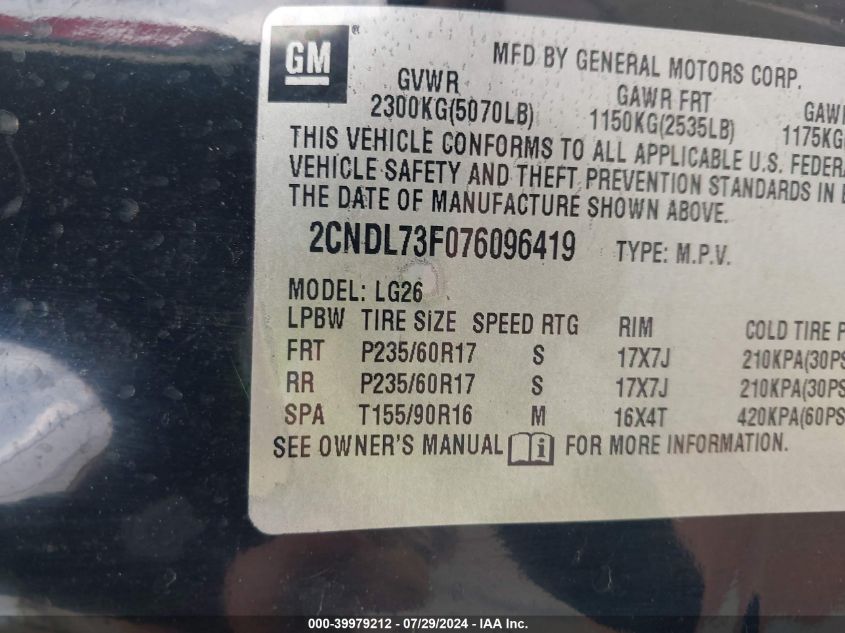 GM ®
MFD BY GENERAL MOTORS CORP.
GVWR GAWR FRT
2300KG(5070LB) 1150KG(2535LB) 1175KG
THIS VEHICLE CONFORMS TO ALL APPLICABLE U.S.
VEHICLE SAFETY AND THEFT PREVENTION STANDARDS IN
THE DATE OF MANUFACTURE SHOWN ABOVE.
2CNDL73F076096419 TYPE: M.P.V.
MODEL: LG26
LPBW TIRE SIZE SPEED RTG RIM COLD TIRE
FRT P235/60R17 S 17X7J 210KPA(30PS
RR P235/60R17 S 17X7J 210KPA(30PS
SPA T155/90R16 M 16X4T 420KPA(60PS
SEE OWNER'S MANUAL i FOR MORE INFORMATION.
000-39979212 - 07/29/2024 - IAA Inc.